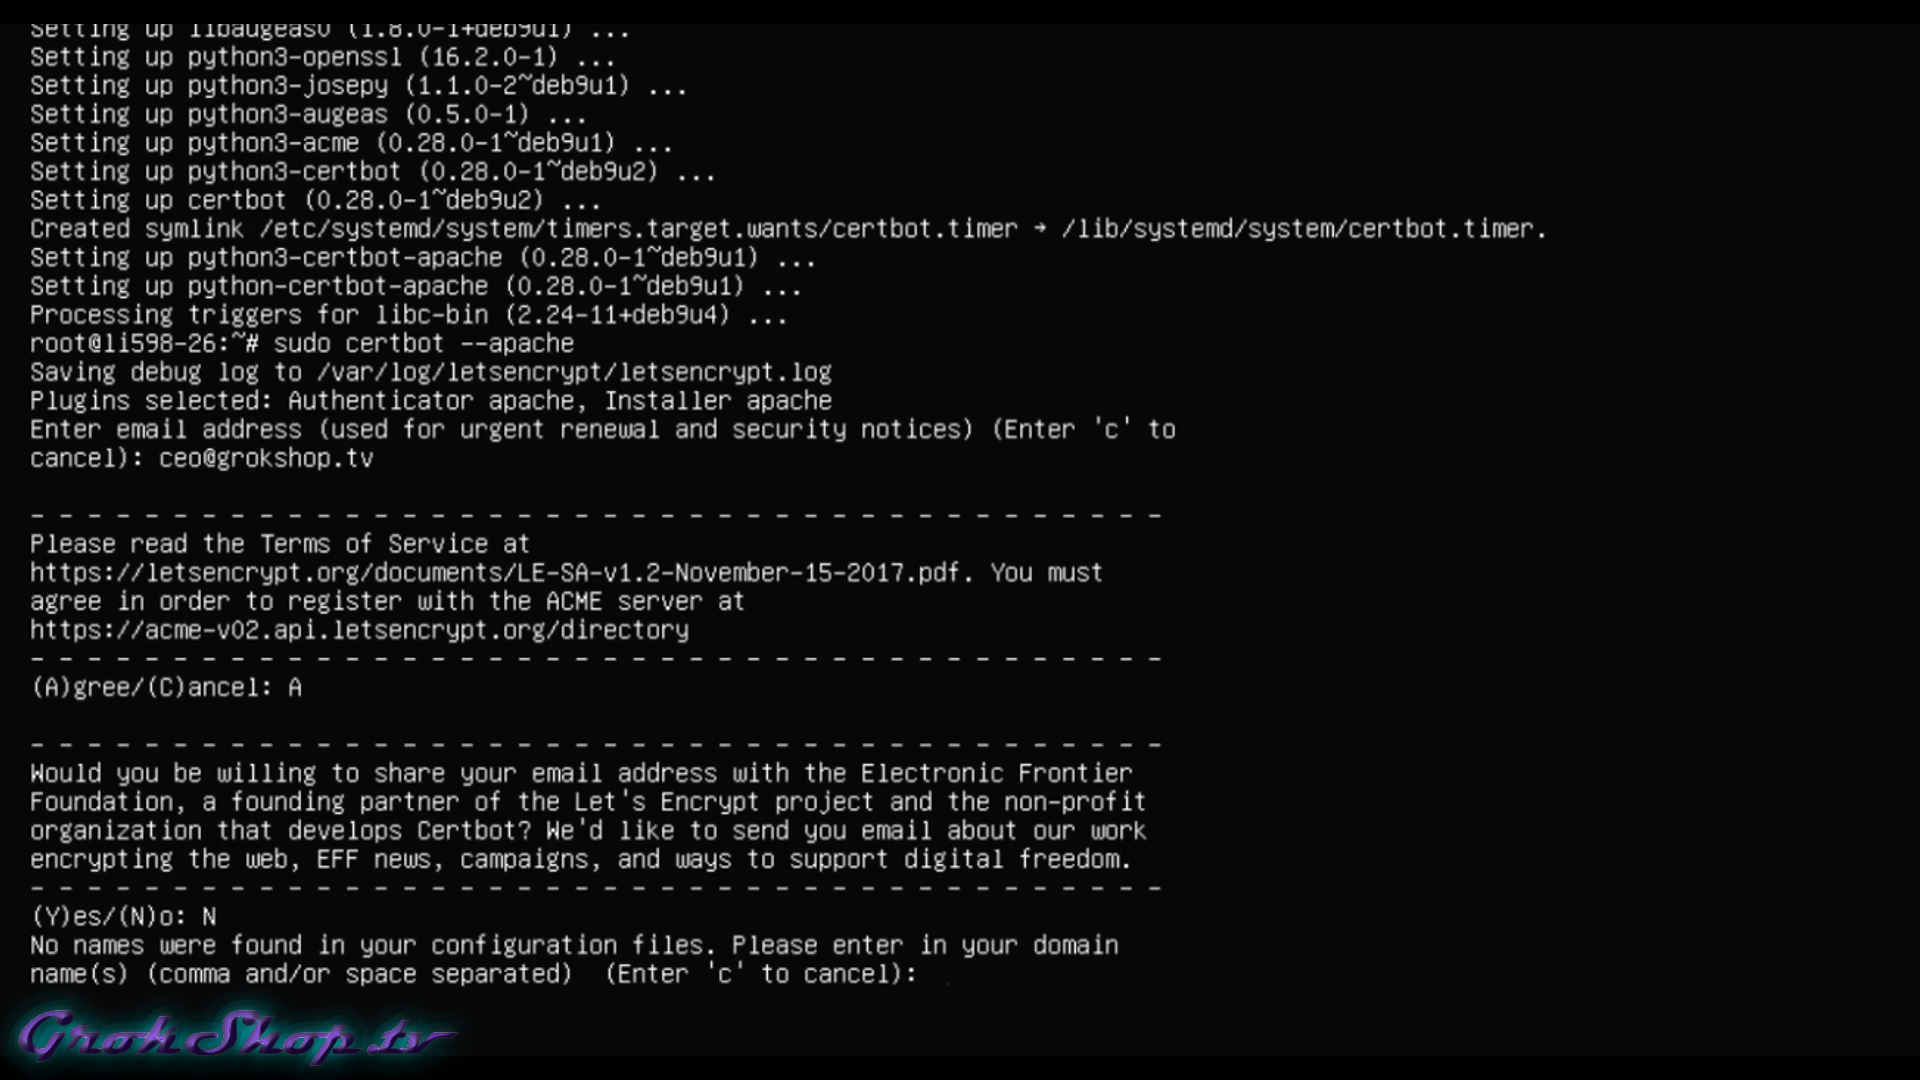 Setting up libaugeas0 (1.8.0-1+deb9u1) ...
Setting up python3-openssl (16.2.0-1) ...
Setting up python3-josepy (1.1.0-2~deb9u1) ...
Setting up python3-augeas (0.5.0-1) ...
Setting up python3-acme (0.28.0-1~deb9u1) ...
Setting up python3-certbot (0.28.0-1~deb9u2) ...
Setting up certbot (0.28.0-1~deb9u2) ...
Created symlink /etc/systemd/system/timers.target.wants/certbot.timer → /lib/systemd/system/certbot.timer.
Setting up python3-certbot-apache (0.28.0-1~deb9u1) ...
Setting up python-certbot-apache (0.28.0-1~deb9u1) ...
Processing triggers for libc-bin (2.24-11+deb9u4) ...
root@li598-26:~# sudo certbot --apache
Saving debug log to /var/log/letsencrypt/letsencrypt.log
Plugins selected: Authenticator apache, Installer apache
Enter email address (used for urgent renewal and security notices) (Enter 'c' to
cancel): ceo@grokshop.tv
- - - - - - - - - - - - - - - - - - - - - - - - - - - - - - - - - - - - - - - -
Please read the Terms of Service at
https://letsencrypt.org/documents/LE-SA-v1.2-November-15-2017.pdf. You must
agree in order to register with the ACME server at
https://acme-v02.api.letsencrypt.org/directory
- - - - - - - - - - - - - - - - - - - - - - - - - - - - - - - - - - - - - - - -
(A)gree/(C)ancel: A
- - - - - - - - - - - - - - - - - - - - - - - - - - - - - - - - - - - - - - - -
Would you be willing to share your email address with the Electronic Frontier
Foundation, a founding partner of the Let's Encrypt project and the non-profit
organization that develops Certbot? We'd like to send you email about our work
encrypting the web, EFF news, campaigns, and ways to support digital freedom.
- - - - - - - - - - - - - - - - - - - - - - - - - - - - - - - - - - - - - - - -
(Y)es/(N)o: N
No names were found in your configuration files. Please enter in your domain
name(s) (comma and/or space separated)  (Enter 'c' to cancel):
GrokShop.tv